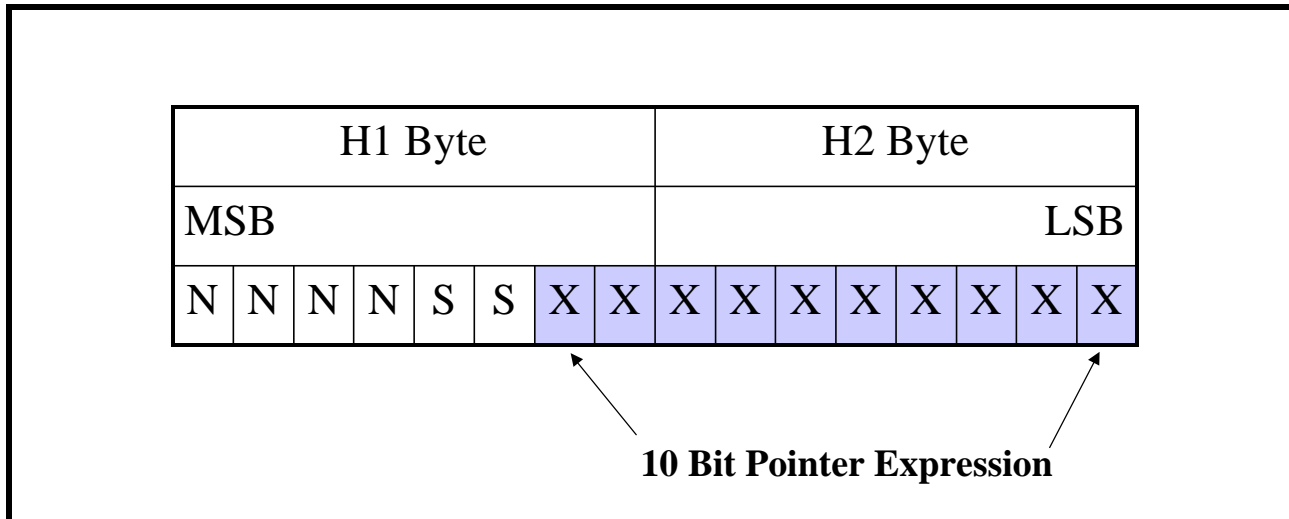 H1 Byte H2 Byte
MSB LSB
N N N N S S X X X X X X X X X X
10 Bit Pointer Expression